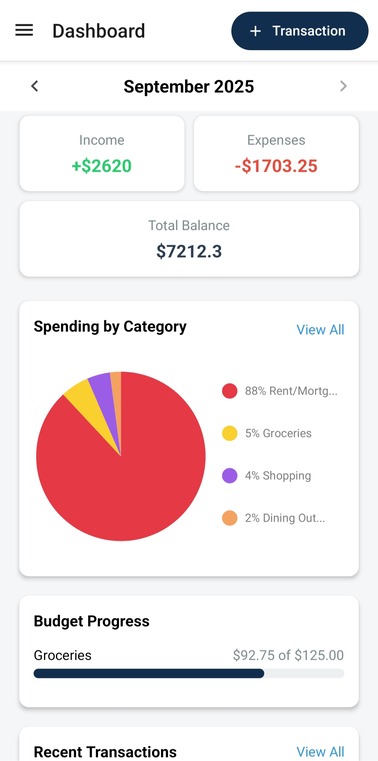 Dashboard
+ Transaction
September 2025
Income
+$2620
Expenses
-$1703.25
Total Balance
$7212.3
Spending by Category
View All
88% Rent/Mortg...
5% Groceries
4% Shopping
2% Dining Out...
Budget Progress
Groceries $92.75 of $125.00
Recent Transactions
View All